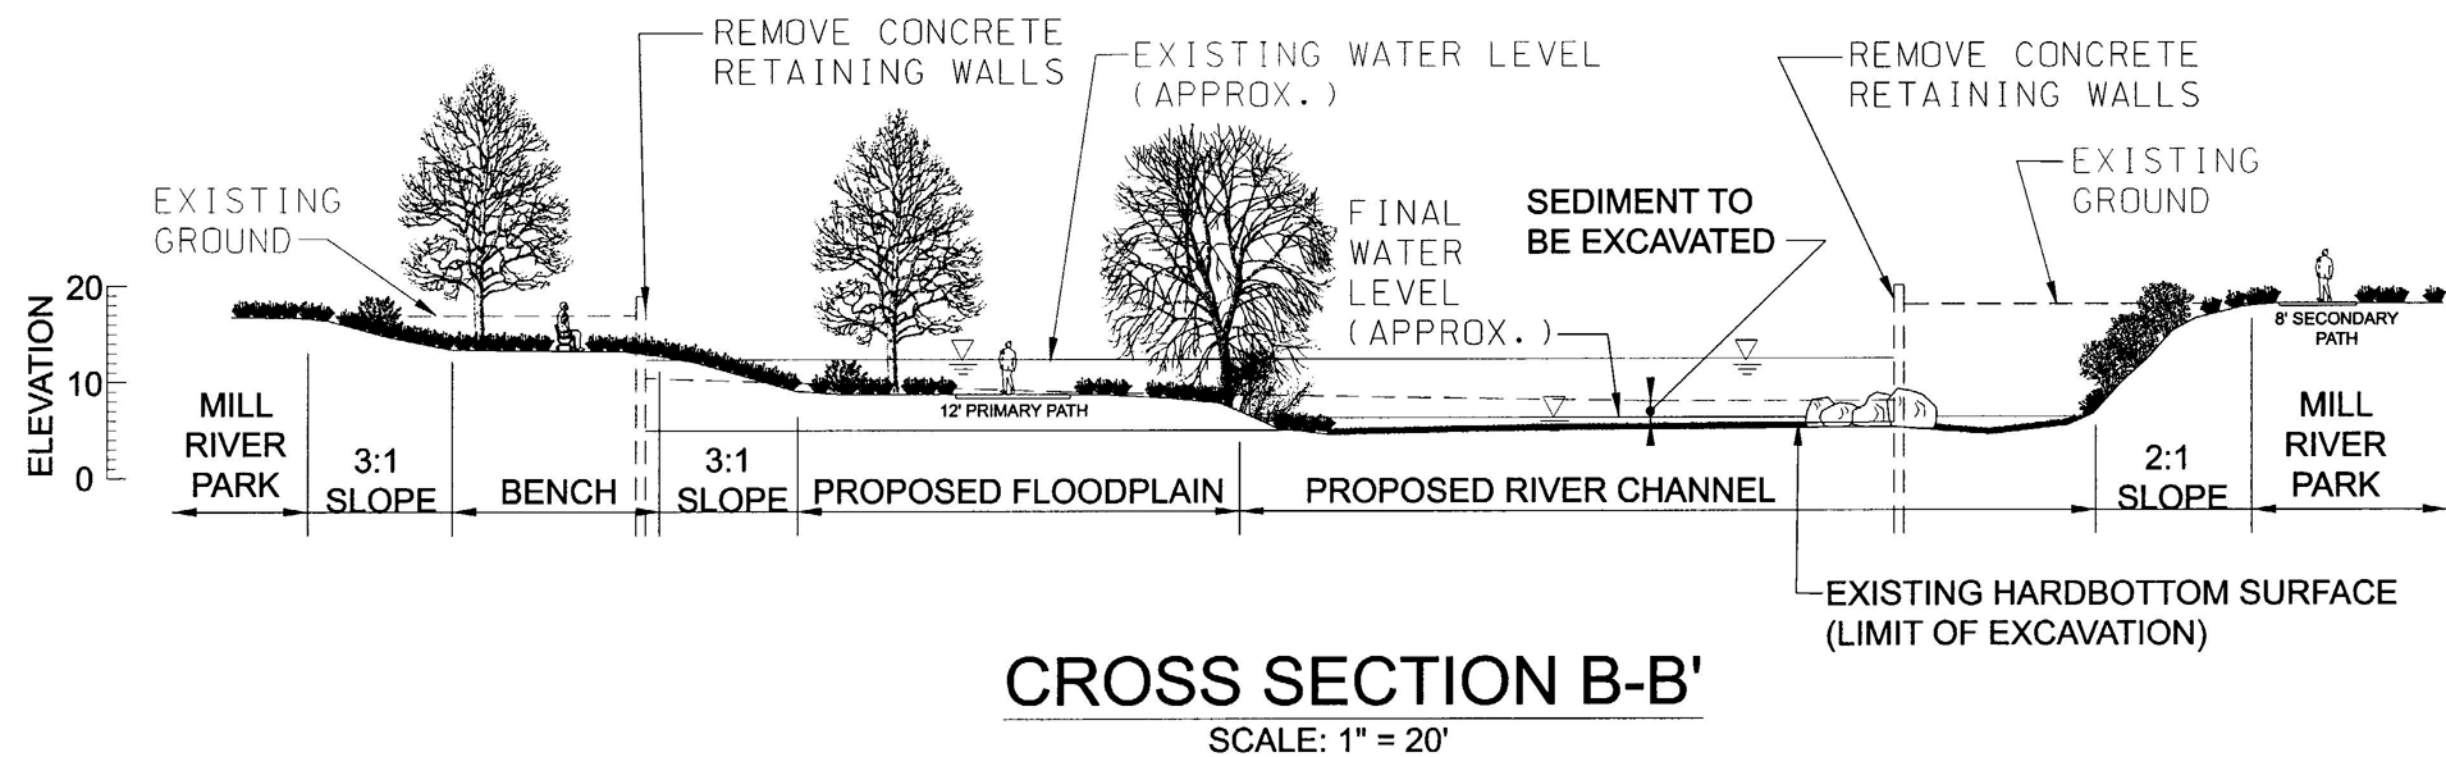 REMOVE CONCRETE
RETAINING WALLS
EXISTING WATER LEVEL
(APPROX.)
REMOVE CONCRETE
RETAINING WALLS
EXISTING
GROUND
EXISTING
GROUND
FINAL
WATER
LEVEL
(APPROX.)
SEDIMENT TO
BE EXCAVATED
ELEVATION
20
10
0
8' SECONDARY
PATH
12' PRIMARY PATH
MILL
RIVER
PARK
3:1
SLOPE
BENCH
3:1
SLOPE
PROPOSED FLOODPLAIN
PROPOSED RIVER CHANNEL
2:1
SLOPE
MILL
RIVER
PARK
EXISTING HARDBOTTOM SURFACE
(LIMIT OF EXCAVATION)
CROSS SECTION B-B'
SCALE: 1" = 20'